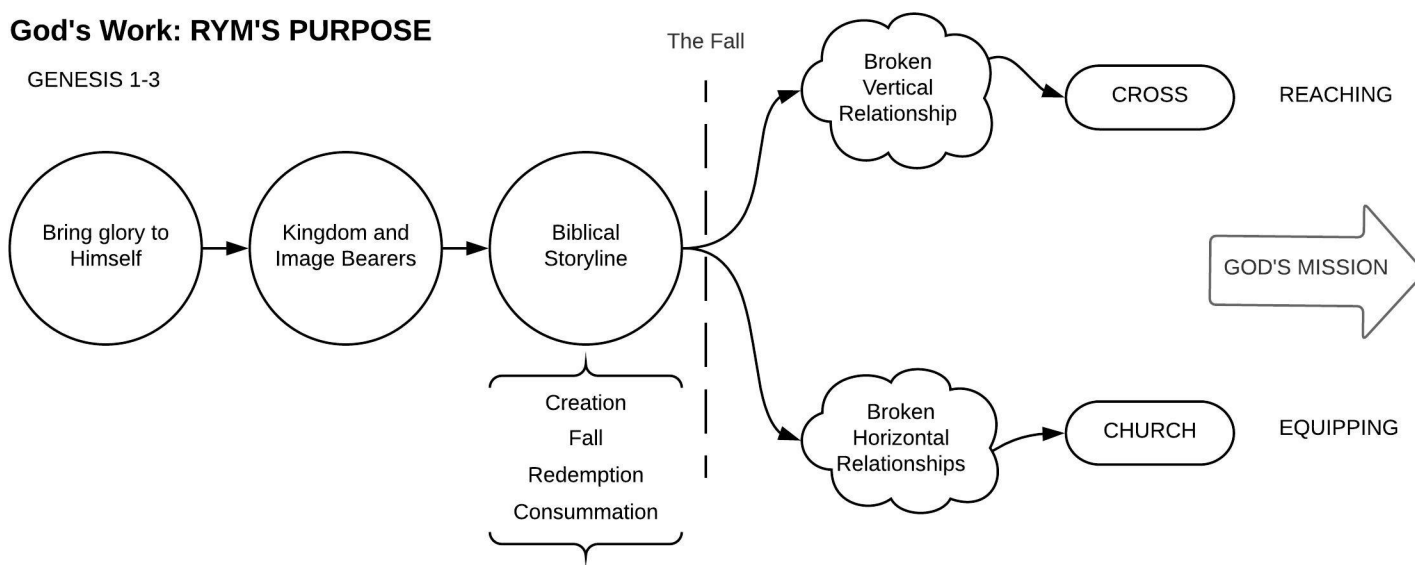 God's Work: RYM'S PURPOSE
GENESIS 1-3
The Fall
Bring glory to
Himself
Kingdom and
Image Bearers
Biblical
Storyline
Creation
Fall
Redemption
Consummation
Broken
Vertical
Relationship
CROSS
REACHING
GOD'S MISSION
Broken
Horizontal
Relationships
CHURCH
EQUIPPING